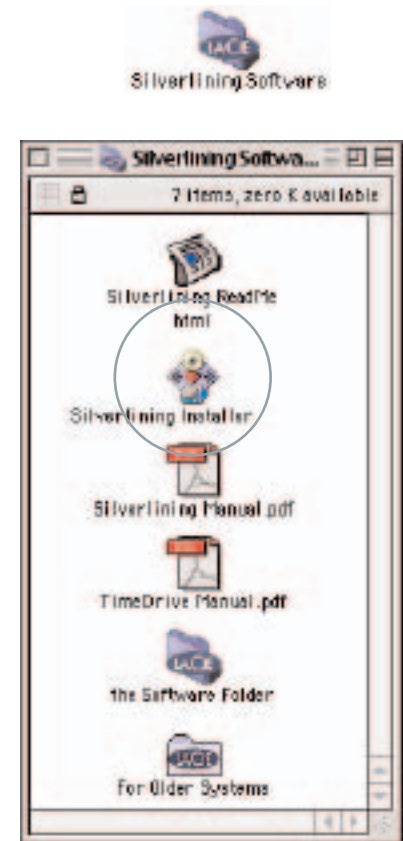 LACIE
Silverlining Software
Silverlining Softwa...
7 items, zero K available
Silverlining ReadMe
html
Silverlining Installer
Silverlining Manual.pdf
TimeDrive Manual.pdf
LACIE
the Software Folder
LACIE
For Older Systems